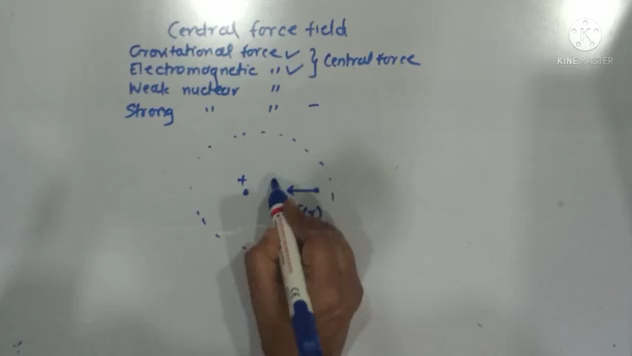 Central force field
Gravitational force ✓
Electromagnetic " ✓ } Central force
Weak nuclear "
Strong " " -
+
K
KINEMASTER